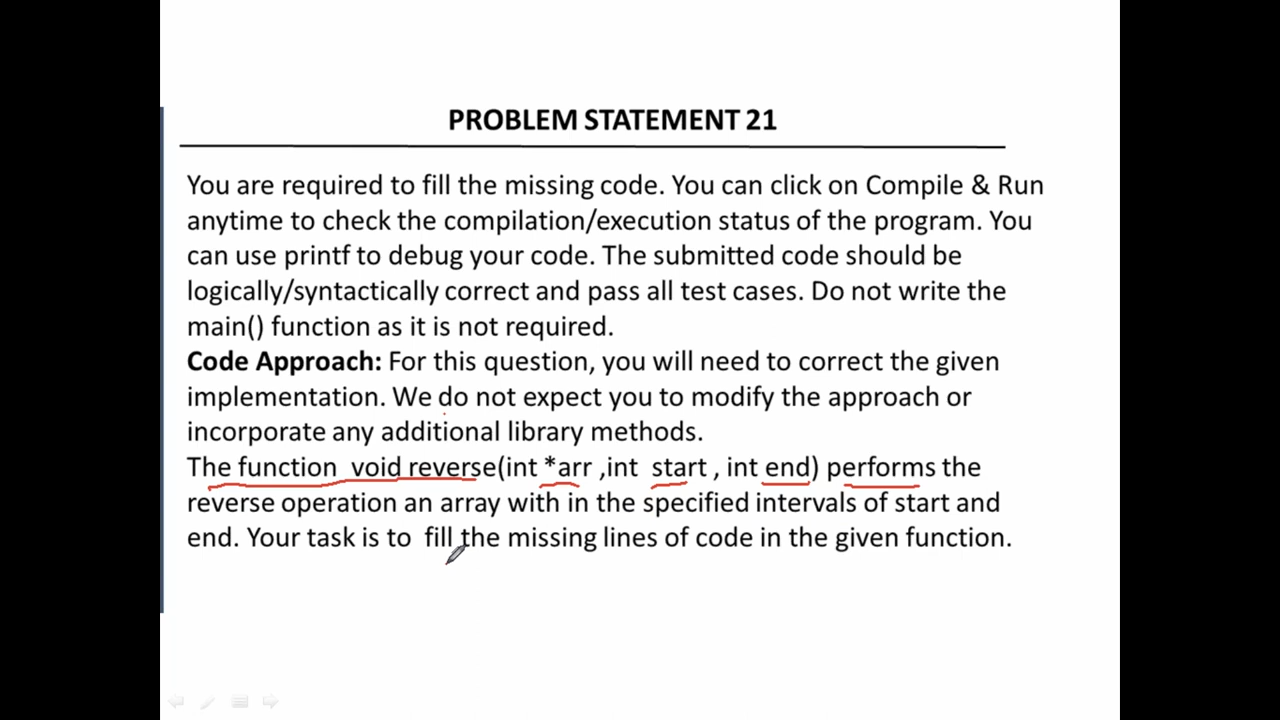 PROBLEM STATEMENT 21
You are required to fill the missing code. You can click on Compile & Run
anytime to check the compilation/execution status of the program. You
can use printf to debug your code. The submitted code should be
logically/syntactically correct and pass all test cases. Do not write the
main() function as it is not required.
Code Approach: For this question, you will need to correct the given
implementation. We do not expect you to modify the approach or
incorporate any additional library methods.
The function void reverse(int *arr ,int start , int end) performs the
reverse operation an array with in the specified intervals of start and
end. Your task is to fill the missing lines of code in the given function.